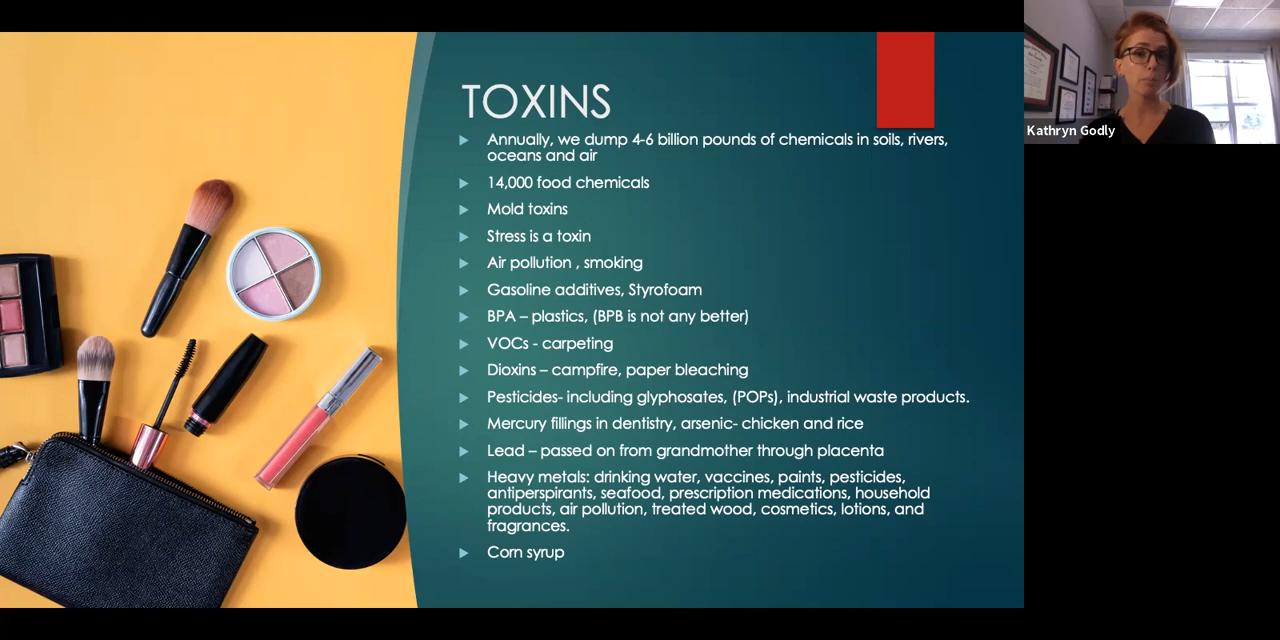 TOXINS
Annually, we dump 4-6 billion pounds of chemicals in soils, rivers,
oceans and air
14,000 food chemicals
Mold toxins
Stress is a toxin
Air pollution , smoking
Gasoline additives, Styrofoam
BPA – plastics, (BPB is not any better)
VOCs - carpeting
Dioxins – campfire, paper bleaching
Pesticides- including glyphosates, (POPs), industrial waste products.
Mercury fillings in dentistry, arsenic- chicken and rice
Lead – passed on from grandmother through placenta
Heavy metals: drinking water, vaccines, paints, pesticides,
antiperspirants, seafood, prescription medications, household
products, air pollution, treated wood, cosmetics, lotions, and
fragrances.
Corn syrup
Kathryn Godly